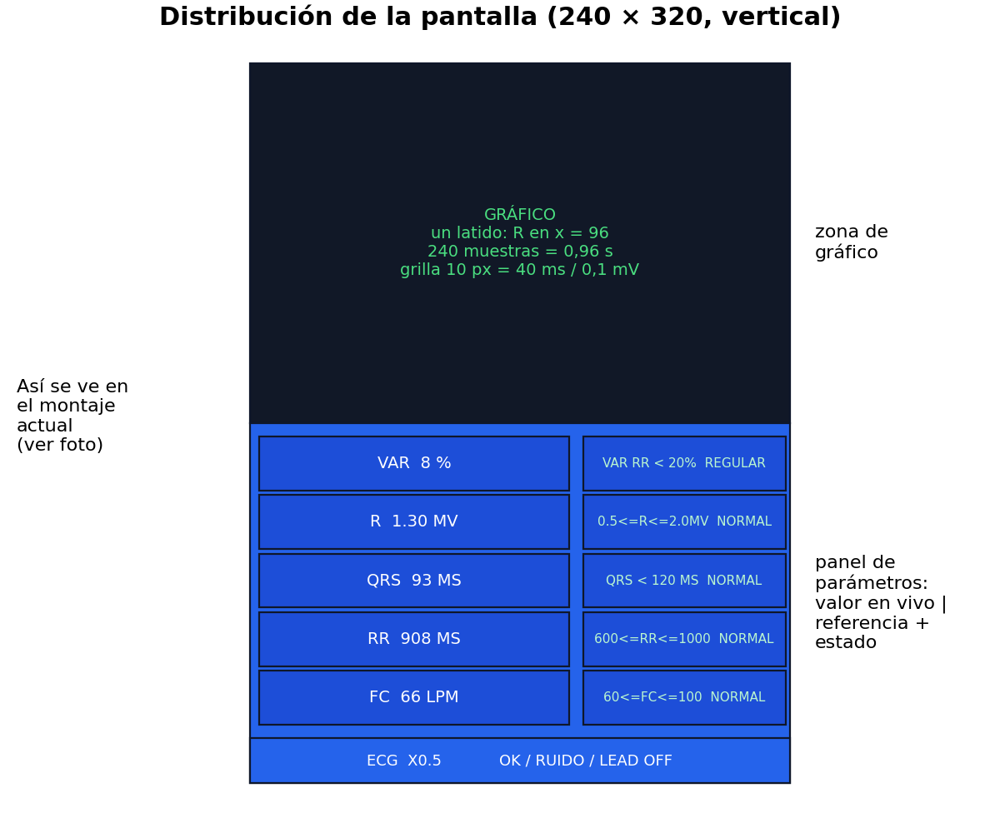 Distribución de la pantalla (240 × 320, vertical)
GRÁFICO
un latido: R en x = 96
240 muestras = 0,96 s
grilla 10 px = 40 ms / 0,1 mV
zona de
gráfico
Así se ve en
el montaje
actual
(ver foto)
VAR  8 %
VAR RR < 20%  REGULAR
R  1.30 MV
0.5<=R<=2.0MV  NORMAL
QRS  93 MS
QRS < 120 MS  NORMAL
RR  908 MS
600<=RR<=1000  NORMAL
FC  66 LPM
60<=FC<=100  NORMAL
panel de
parámetros:
valor en vivo |
referencia +
estado
ECG  X0.5
OK / RUIDO / LEAD OFF